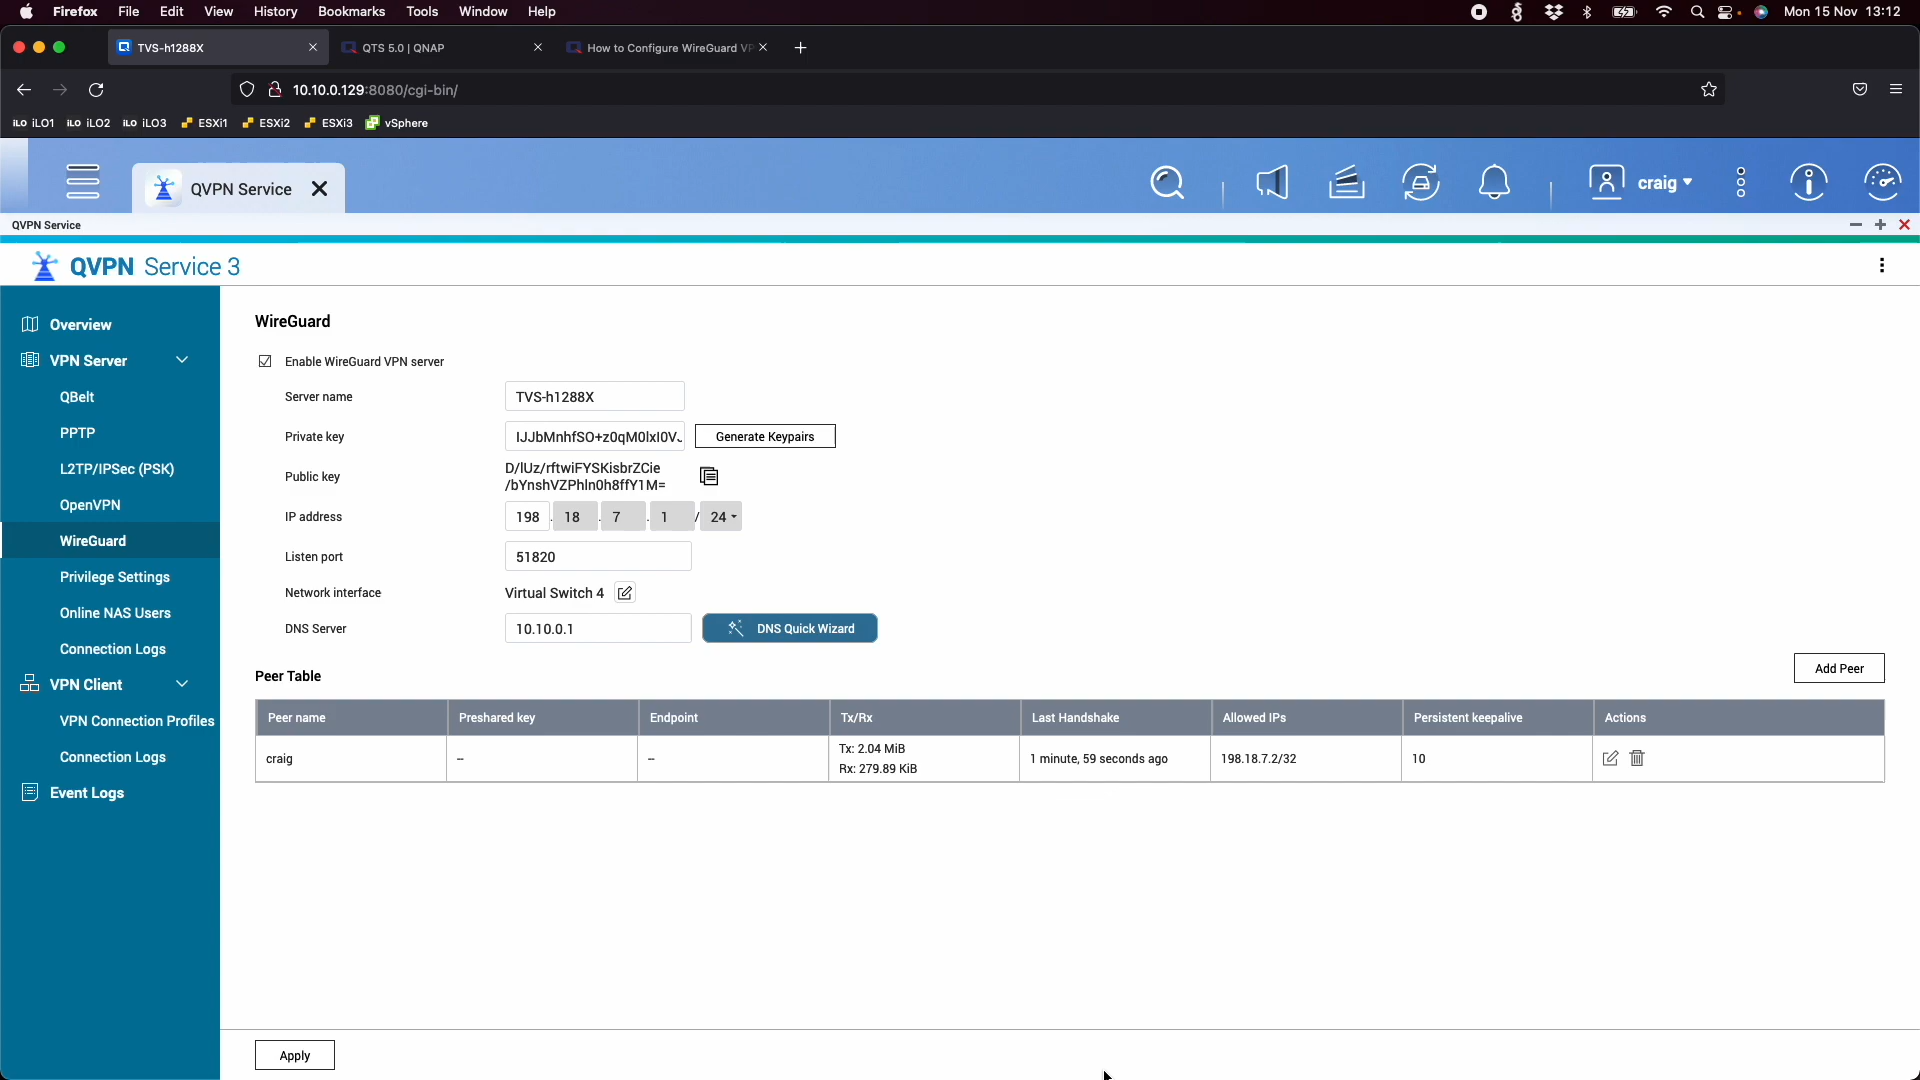 Firefox File Edit View History Bookmarks Tools Window Help Mon 15 Nov 13:12
TVS-h1288X QTS 5.0 | QNAP How to Configure WireGuard VP
10.10.0.129:8080/cgi-bin/
iLO iLO1 iLO iLO2 iLO iLO3 ESXi1 ESXi2 ESXi3 vSphere
QVPN Service craig
QVPN Service
QVPN Service 3
Overview
VPN Server
QBelt
PPTP
L2TP/IPSec (PSK)
OpenVPN
WireGuard
Privilege Settings
Online NAS Users
Connection Logs
VPN Client
VPN Connection Profiles
Connection Logs
Event Logs
WireGuard
Enable WireGuard VPN server
Server name TVS-h1288X
Private key IJJbMnhfSO+z0qM0lxI0V Generate Keypairs
Public key D/lUz/rftwiFYSKisbrZCie
/bYnshVZPhln0h8ffY1M=
IP address 198 . 18 . 7 . 1 / 24
Listen port 51820
Network interface Virtual Switch 4
DNS Server 10.10.0.1 DNS Quick Wizard
Peer Table Add Peer
Peer name Preshared key Endpoint Tx/Rx Last Handshake Allowed IPs Persistent keepalive Actions
craig -- -- Tx: 2.04 MiB 1 minute, 59 seconds ago 198.18.7.2/32 10
Rx: 279.89 KiB
Apply